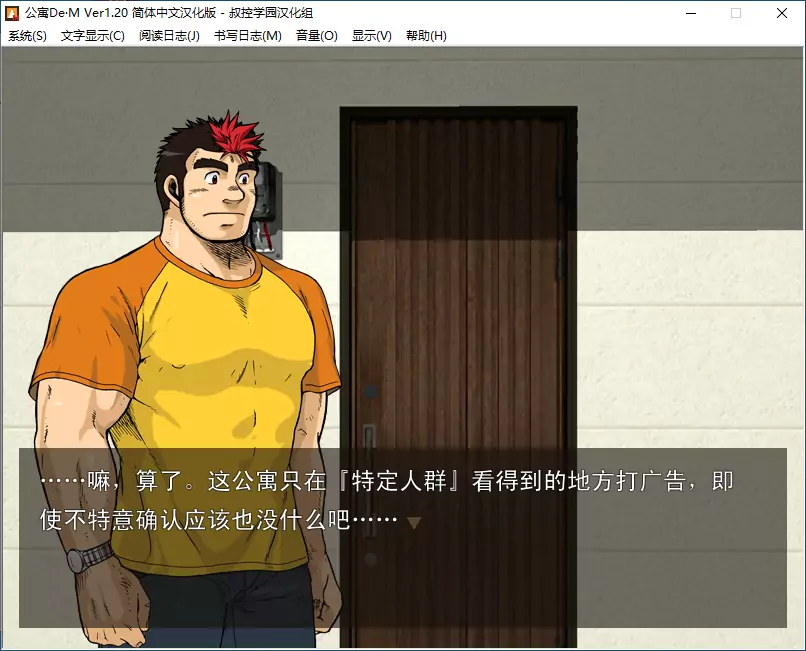 公寓De·M Ver1.20 简体中文汉化版 - 叔控学园汉化组
系统(S) 文字显示(C) 阅读日志(J) 书写日志(M) 音量(O) 显示(V) 帮助(H)
……嘛，算了。这公寓只在『特定人群』看得到的地方打广告，即
使不特意确认应该也没什么吧……